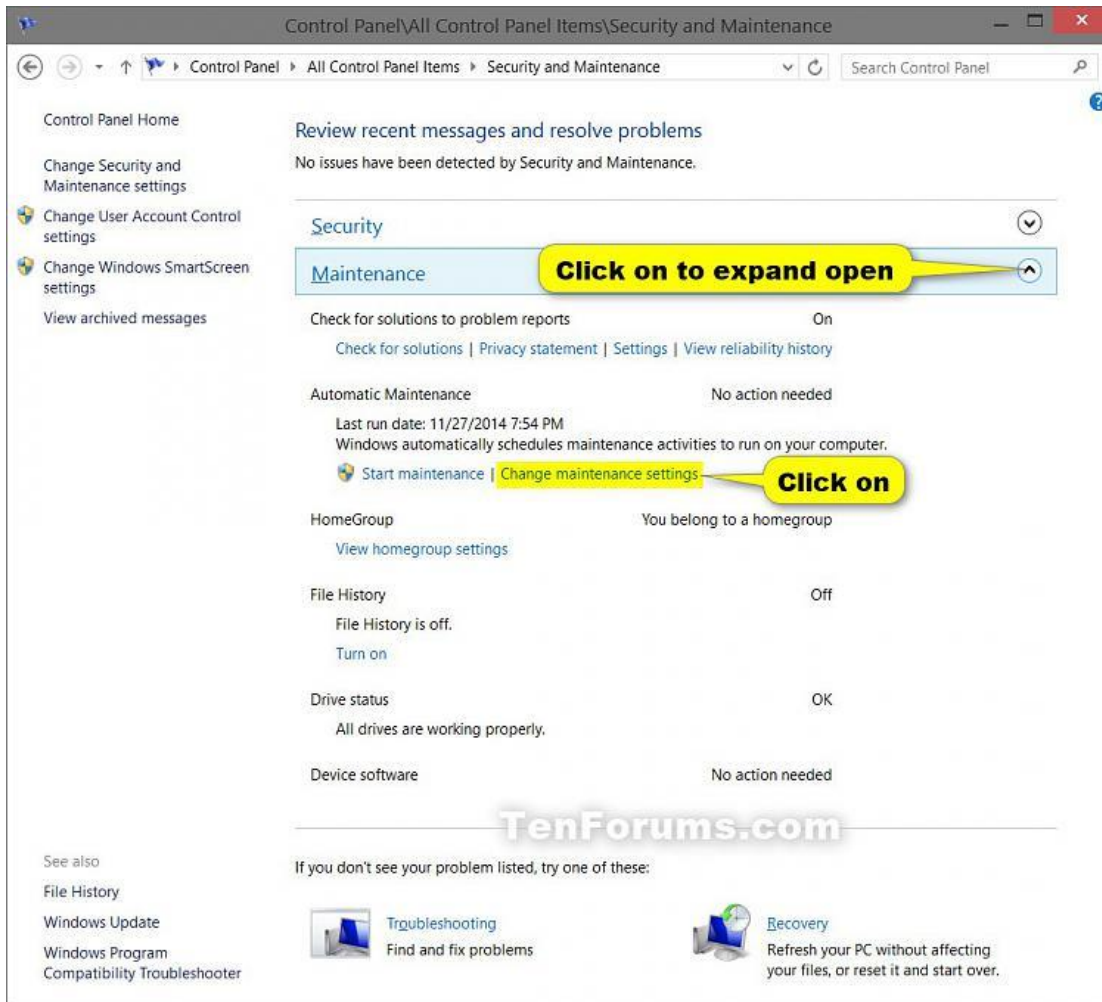 Control Panel\All Control Panel Items\Security and Maintenance
Control Panel All Control Panel Items Security and Maintenance
Search Control Panel
Control Panel Home
Change Security and
Maintenance settings
Change User Account Control
settings
Change Windows SmartScreen
settings
View archived messages
Review recent messages and resolve problems
No issues have been detected by Security and Maintenance.
Security
Maintenance
Click on to expand open
Check for solutions to problem reports On
Check for solutions | Privacy statement | Settings | View reliability history
Automatic Maintenance No action needed
Last run date: 11/27/2014 7:54 PM
Windows automatically schedules maintenance activities to run on your computer.
Start maintenance | Change maintenance settings
Click on
HomeGroup You belong to a homegroup
View homegroup settings
File History Off
File History is off.
Turn on
Drive status OK
All drives are working properly.
Device software No action needed
TenForums.com
See also
File History
Windows Update
Windows Program
Compatibility Troubleshooter
If you don't see your problem listed, try one of these:
Troubleshooting
Find and fix problems
Recovery
Refresh your PC without affecting
your files, or reset it and start over.